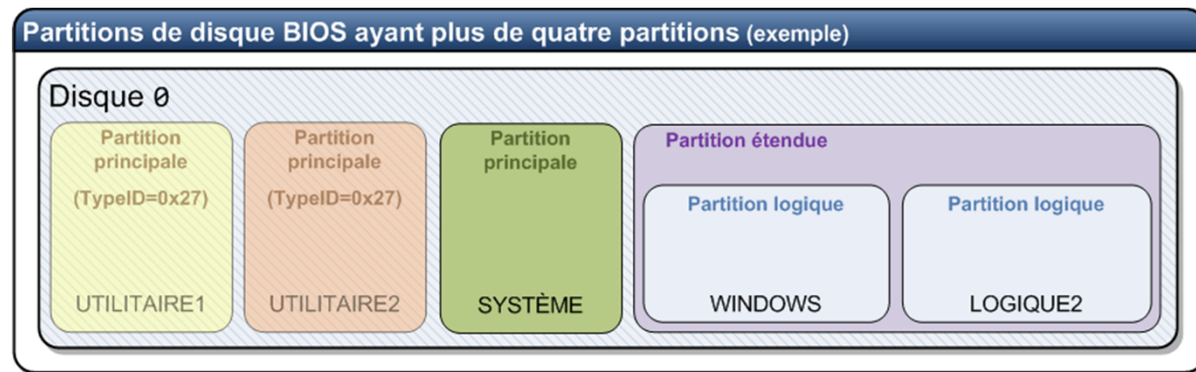 Partitions de disque BIOS ayant plus de quatre partitions (exemple)
Disque 0
Partition
principale
(TypeID=0x27)
UTILITAIRE1
Partition
principale
(TypeID=0x27)
UTILITAIRE2
Partition
principale
SYSTÈME
Partition étendue
Partition logique
WINDOWS
Partition logique
LOGIQUE2